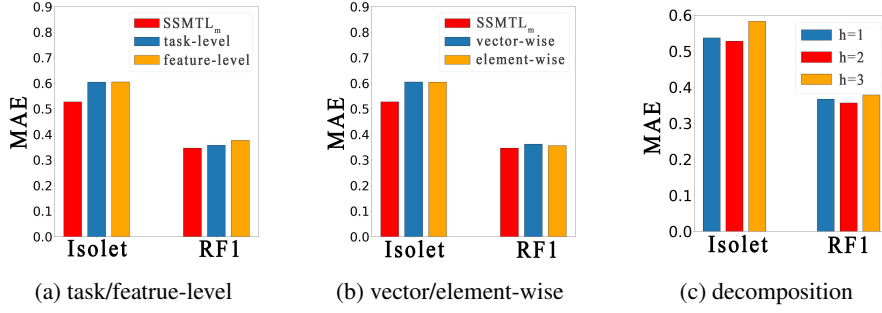 MAE
0.9
0.8
0.7
0.6
0.5
0.4
0.3
0.2
0.1
0.0
SSMTLm
task-level
feature-level
Isolet RF1
(a) task/featrue-level
MAE
0.9
0.8
0.7
0.6
0.5
0.4
0.3
0.2
0.1
0.0
SSMTLm
vector-wise
element-wise
Isolet RF1
(b) vector/element-wise
MAE
0.6
0.5
0.4
0.3
0.2
0.1
0.0
h=1
h=2
h=3
Isolet RF1
(c) decomposition